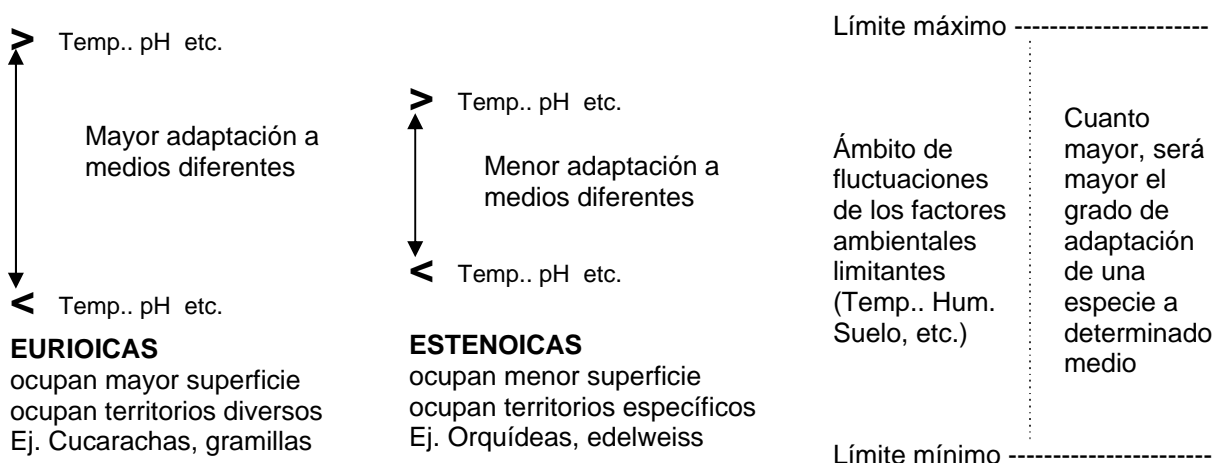 > Temp.. pH etc.
Mayor adaptación a
medios diferentes
< Temp.. pH etc.
EURIOICAS
ocupan mayor superficie
ocupan territorios diversos
Ej. Cucarachas, gramillas
> Temp.. pH etc.
Menor adaptación a
medios diferentes
< Temp.. pH etc.
ESTENOICAS
ocupan menor superficie
ocupan territorios específicos
Ej. Orquídeas, edelweiss
Límite máximo ----------------------
Ámbito de
fluctuaciones
de los factores
ambientales
limitantes
(Temp.. Hum.
Suelo, etc.)
Cuanto
mayor, será
mayor el
grado de
adaptación
de una
especie a
determinado
medio
Límite mínimo -----------------------